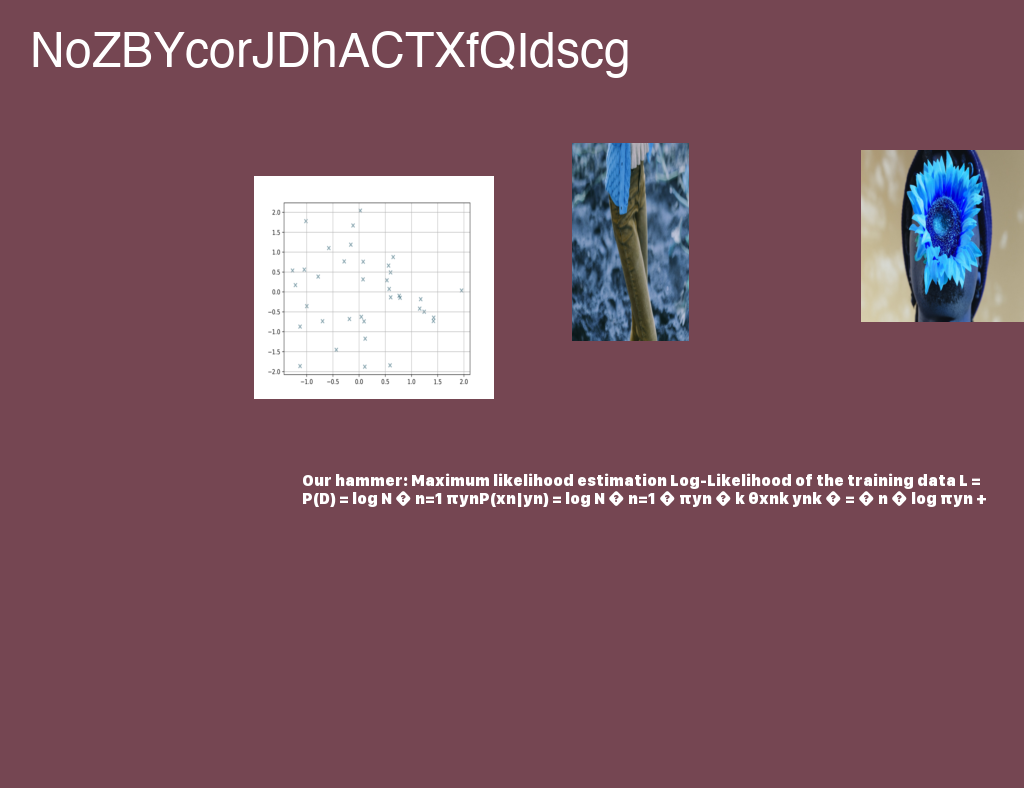 NoZBYcorJDhACTXfQIdscg
2.0
1.5
1.0
0.5
0.0
−0.5
−1.0
−1.5
−2.0
−1.0 −0.5 0.0 0.5 1.0 1.5 2.0
Our hammer: Maximum likelihood estimation Log-Likelihood of the training data L =
P(D) = log N � n=1 πynP(xn|yn) = log N � n=1 � πyn � k θxnk ynk � = � n � log πyn +